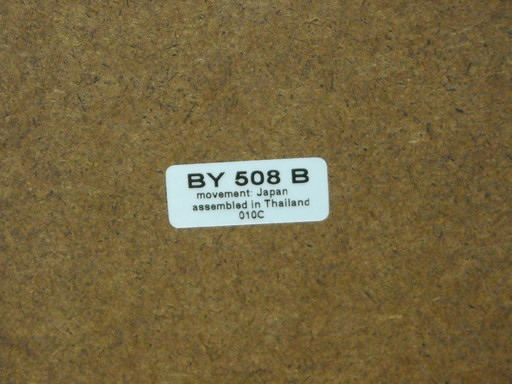 BY 508 B
movement: Japan
assembled in Thailand
010C